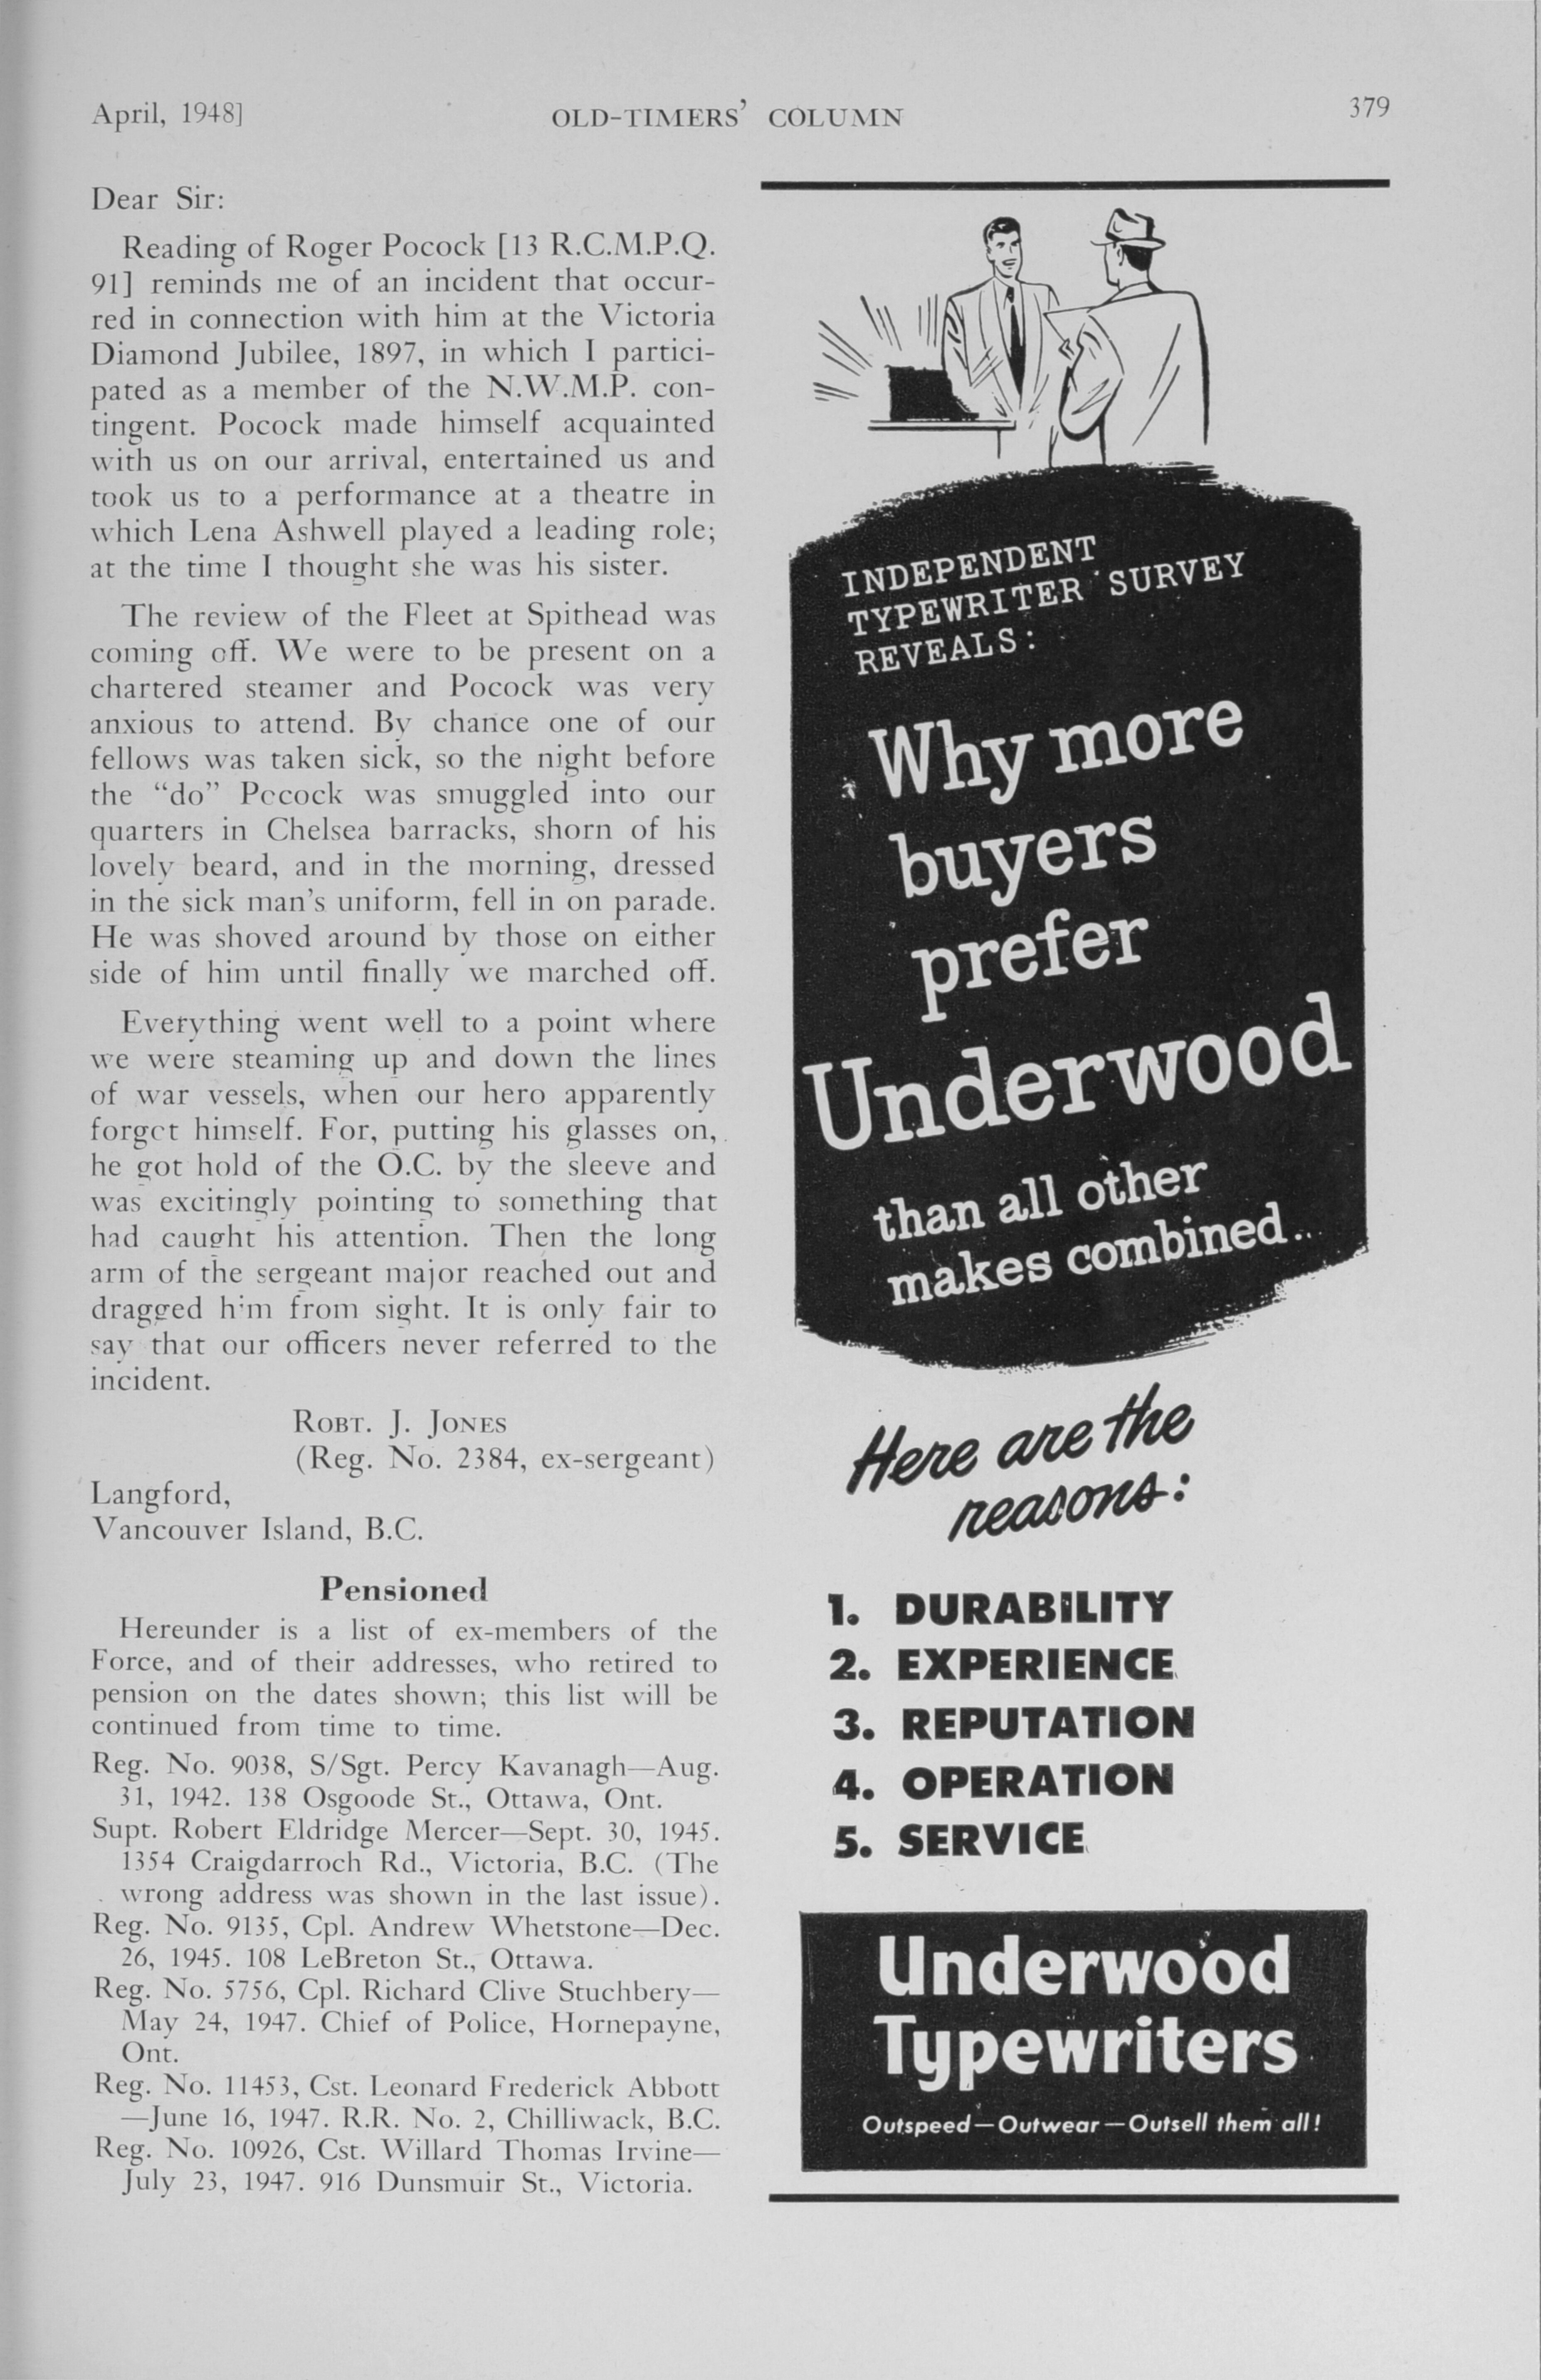 April, 1948]
OLD-TIMERS' COLUMN
379
Dear Sir:
Reading of Roger Pocock [13 R.C.M.P.Q.
91] reminds me of an incident that occur-
red in connection with him at the Victoria
Diamond Jubilee, 1897, in which I partici-
pated as a member of the N.W.M.P. con-
tingent. Pocock made himself acquainted
with us on our arrival, entertained us and
took us to a performance at a theatre in
which Lena Ashwell played a leading role;
at the time I thought she was his sister.
The review of the Fleet at Spithead was
coming off. We were to be present on a
chartered steamer and Pocock was very
anxious to attend. By chance one of our
fellows was taken sick, so the night before
the "do" Pocock was smuggled into our
quarters in Chelsea barracks, shorn of his
lovely beard, and in the morning, dressed
in the sick man's uniform, fell in on parade.
He was shoved around by those on either
side of him until finally we marched off.
Everything went well to a point where
we were steaming up and down the lines
of war vessels, when our hero apparently
forgot himself. For, putting his glasses on,
he got hold of the O.C. by the sleeve and
was excitingly pointing to something that
had caught his attention. Then the long
arm of the sergeant major reached out and
dragged him from sight. It is only fair to
say that our officers never referred to the
incident.
ROBT. J. JONES
(Reg. No. 2384, ex-sergeant)
Langford,
Vancouver Island, B.C.
Pensioned
Hereunder is a list of ex-members of the
Force, and of their addresses, who retired to
pension on the dates shown; this list will be
continued from time to time.
Reg. No. 9038, S/Sgt. Percy Kavanagh—Aug.
31, 1942. 138 Osgoode St., Ottawa, Ont.
Supt. Robert Eldridge Mercer—Sept. 30, 1945.
1354 Craigdarroch Rd., Victoria, B.C. (The
wrong address was shown in the last issue).
Reg. No. 9135, Cpl. Andrew Whetstone—Dec.
26, 1945. 108 LeBreton St., Ottawa.
Reg. No. 5756, Cpl. Richard Clive Stuchbery—
May 24, 1947. Chief of Police, Hornepayne,
Ont.
Reg. No. 11453, Cst. Leonard Frederick Abbott
—June 16, 1947. R.R. No. 2, Chilliwack, B.C.
Reg. No. 10926, Cst. Willard Thomas Irvine—
July 23, 1947. 916 Dunsmuir St., Victoria.
INDEPENDENT
TYPEWRITER SURVEY
REVEALS:
Why more
buyers
prefer
Underwood
than all other
makes combined..
Here are the
reasons:
1. DURABILITY
2. EXPERIENCE
3. REPUTATION
4. OPERATION
5. SERVICE
Underwood
Typewriters
Outspeed—Outwear—Outsell them all!